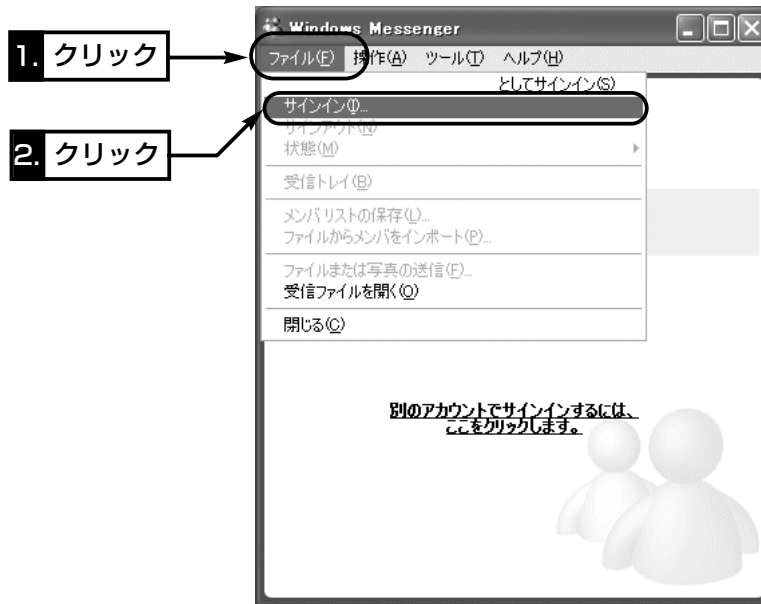 Windows Messenger
1. クリック
ファイル(F) 操作(A) ツール(T) ヘルプ(H)
としてサインイン(S)
サインイン(I)...
サインアウト(N)
2. クリック
状態(M)
受信トレイ(B)
メンバ リストの保存(L)...
ファイルからメンバをインポート(P)...
ファイルまたは写真の送信(F)...
受信ファイルを開く(O)
閉じる(C)
別のアカウントでサインインするには、
ここをクリックします。